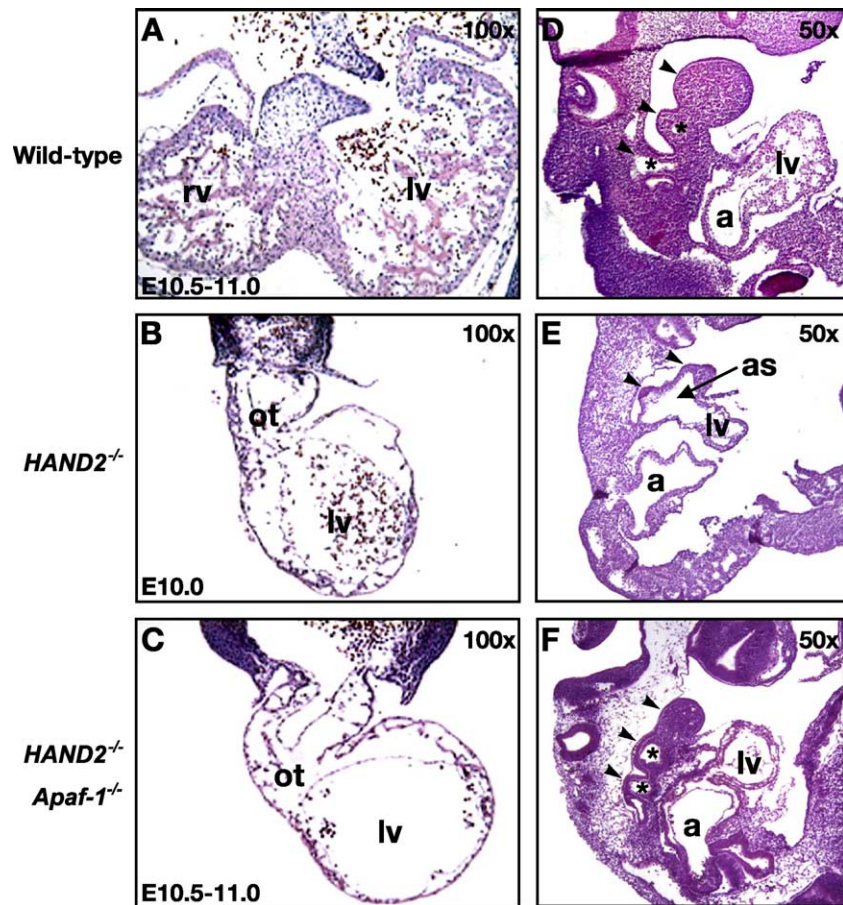 Wild-type
A
100x
rv
lv
E10.5-11.0
D
50x
*
*
lv
a
HAND2-/-
B
100x
ot
lv
E10.0
E
50x
as
lv
a
HAND2-/-
Apaf-1-/-
C
100x
ot
lv
E10.5-11.0
F
50x
*
*
lv
a